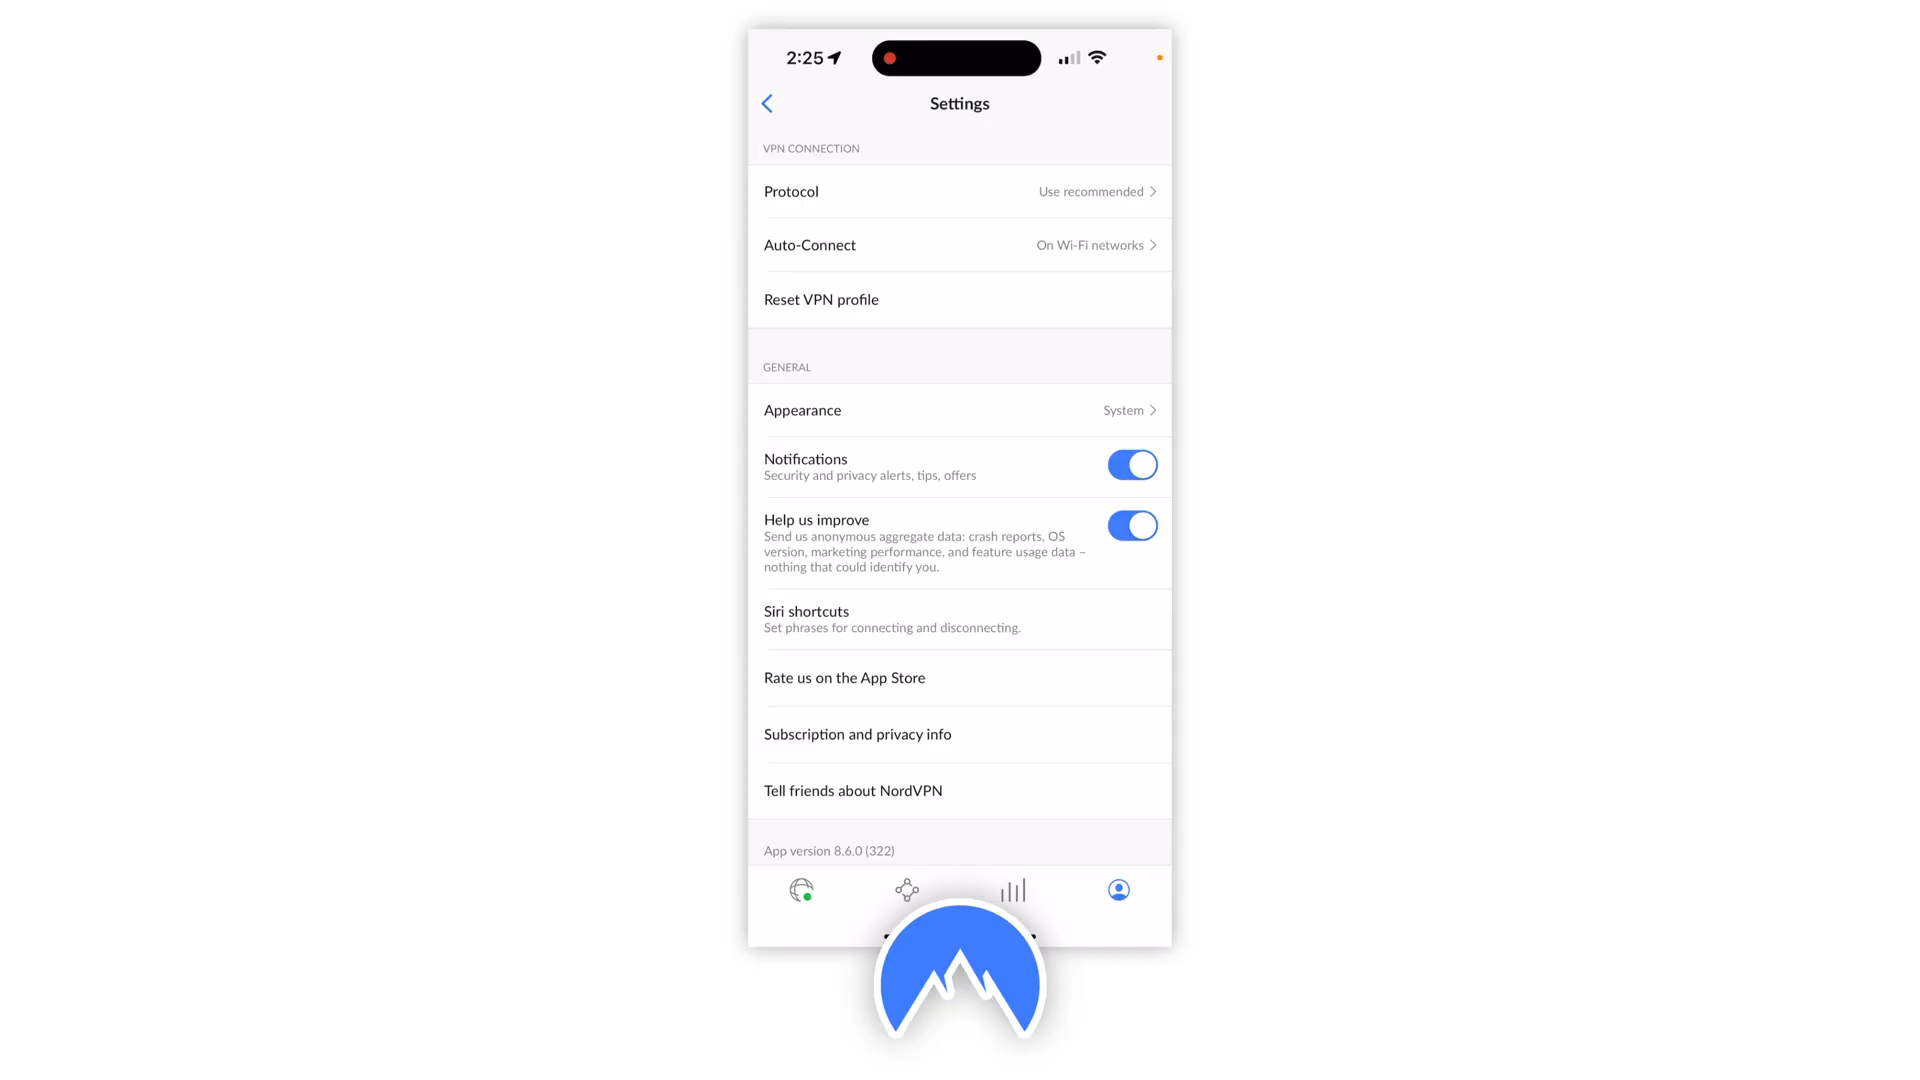 2:25
Settings
VPN CONNECTION
Protocol
Use recommended
Auto-Connect
On Wi-Fi networks
Reset VPN profile
GENERAL
Appearance
System
Notifications
Security and privacy alerts, tips, offers
Help us improve
Send us anonymous aggregate data: crash reports, OS
version, marketing performance, and feature usage data –
nothing that could identify you.
Siri shortcuts
Set phrases for connecting and disconnecting.
Rate us on the App Store
Subscription and privacy info
Tell friends about NordVPN
App version 8.6.0 (322)